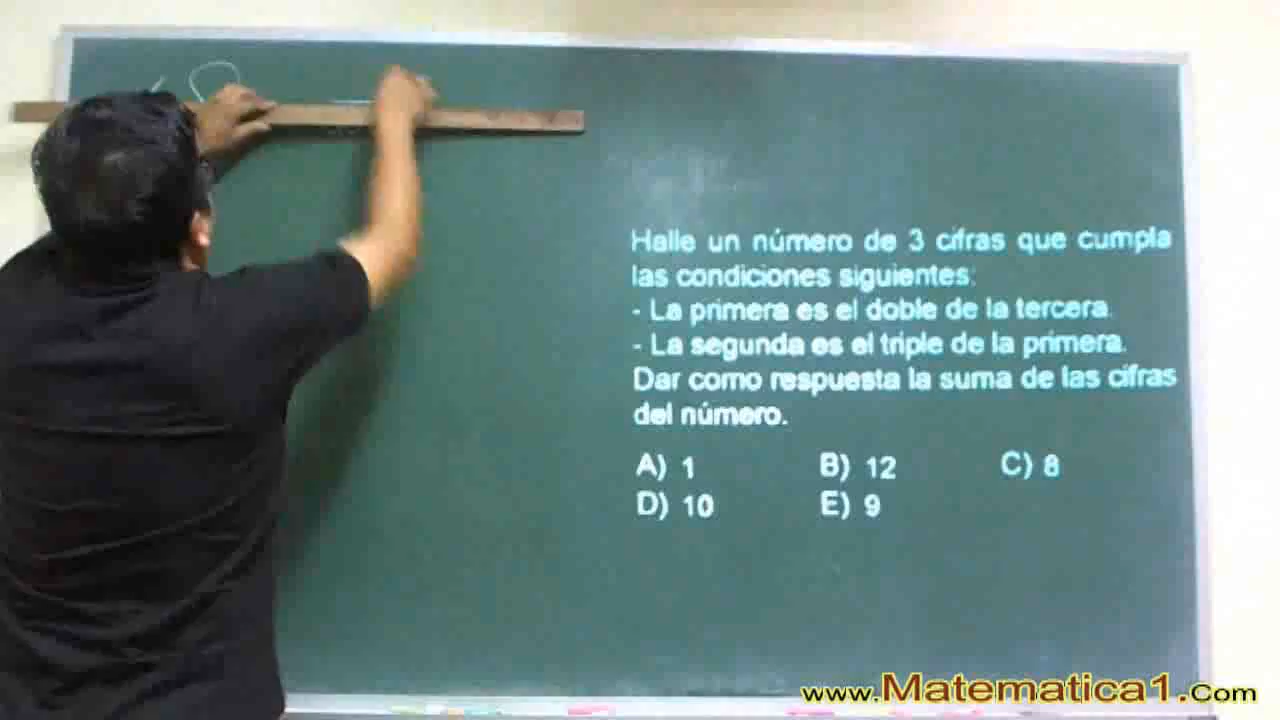 Halle un número de 3 cifras que cumpla
las condiciones siguientes:
- La primera es el doble de la tercera.
- La segunda es el triple de la primera.
Dar como respuesta la suma de las cifras
del número.
A) 1 B) 12 C) 8
D) 10 E) 9
www.Matematica1.Com